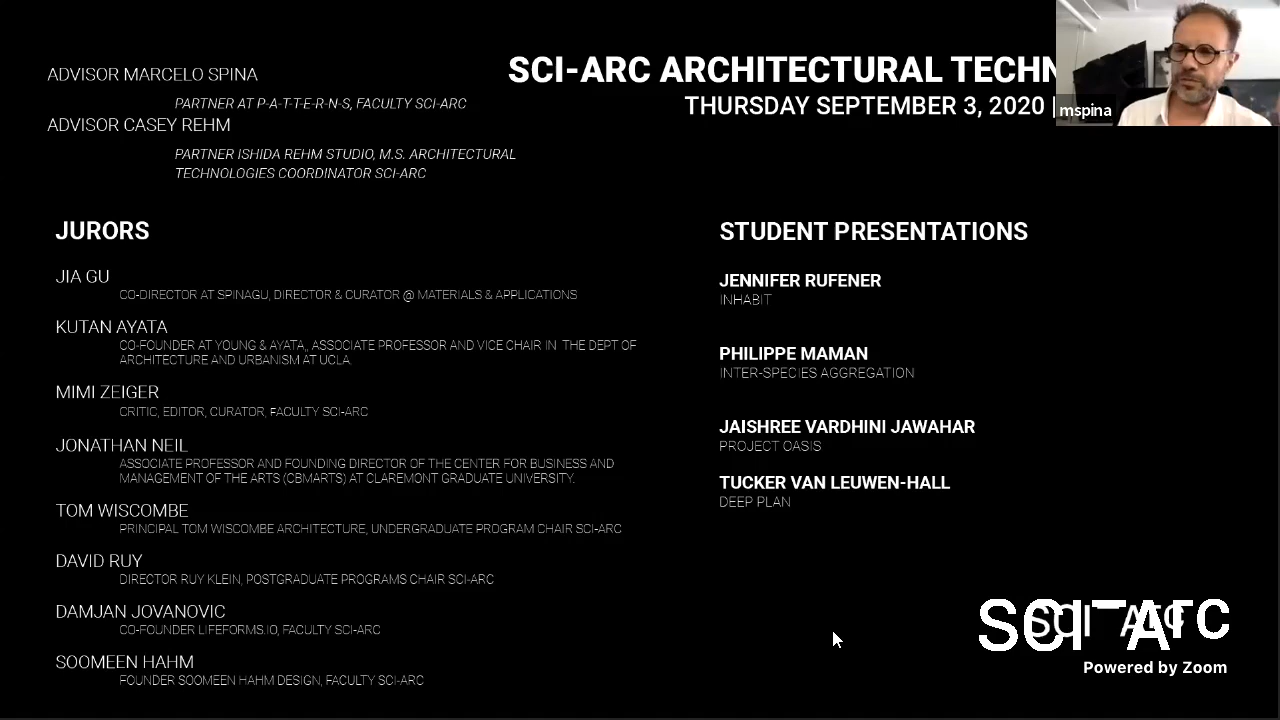 ADVISOR MARCELO SPINA
PARTNER AT P-A-T-T-E-R-N-S, FACULTY SCI-ARC
ADVISOR CASEY REHM
PARTNER ISHIDA REHM STUDIO, M.S. ARCHITECTURAL
TECHNOLOGIES COORDINATOR SCI-ARC
SCI-ARC ARCHITECTURAL TECHN
THURSDAY SEPTEMBER 3, 2020 |
mspina
JURORS
JIA GU
CO-DIRECTOR AT SPINAGU, DIRECTOR & CURATOR @ MATERIALS & APPLICATIONS
KUTAN AYATA
CO-FOUNDER AT YOUNG & AYATA,, ASSOCIATE PROFESSOR AND VICE CHAIR IN THE DEPT OF
ARCHITECTURE AND URBANISM AT UCLA.
MIMI ZEIGER
CRITIC, EDITOR, CURATOR, FACULTY SCI-ARC
JONATHAN NEIL
ASSOCIATE PROFESSOR AND FOUNDING DIRECTOR OF THE CENTER FOR BUSINESS AND
MANAGEMENT OF THE ARTS (CBMARTS) AT CLAREMONT GRADUATE UNIVERSITY.
TOM WISCOMBE
PRINCIPAL TOM WISCOMBE ARCHITECTURE, UNDERGRADUATE PROGRAM CHAIR SCI-ARC
DAVID RUY
DIRECTOR RUY KLEIN, POSTGRADUATE PROGRAMS CHAIR SCI-ARC
DAMJAN JOVANOVIC
CO-FOUNDER LIFEFORMS.IO, FACULTY SCI-ARC
SOOMEEN HAHM
FOUNDER SOOMEEN HAHM DESIGN, FACULTY SCI-ARC
STUDENT PRESENTATIONS
JENNIFER RUFENER
INHABIT
PHILIPPE MAMAN
INTER-SPECIES AGGREGATION
JAISHREE VARDHINI JAWAHAR
PROJECT OASIS
TUCKER VAN LEUWEN-HALL
DEEP PLAN
SCI-Arc
SCI-Arc
Powered by Zoom